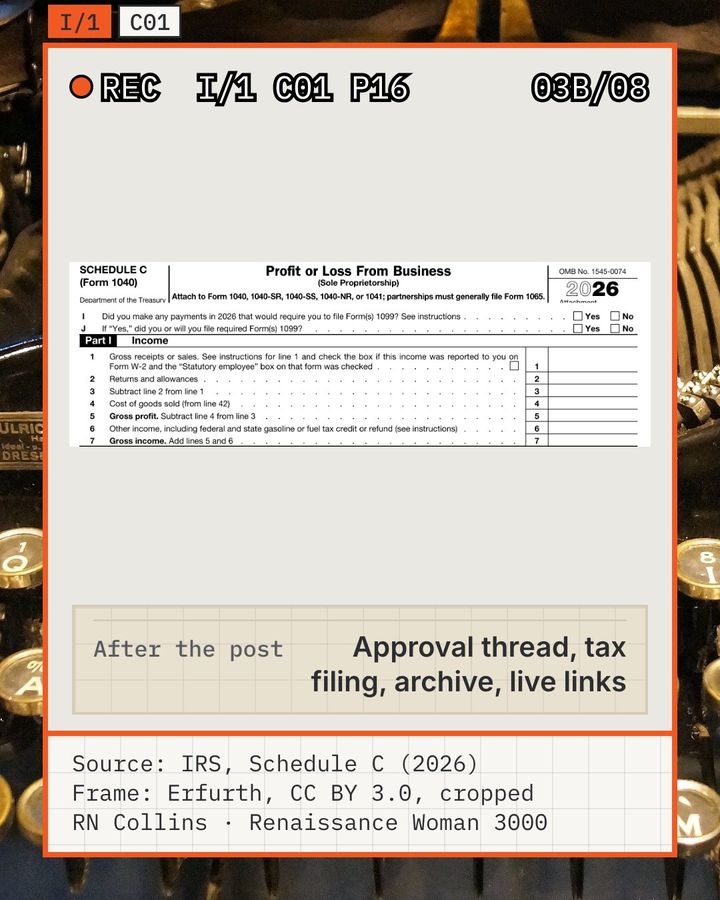 I/1 C01
REC I/1 C01 P16 03B/08
SCHEDULE C
(Form 1040)
Department of the Treasury
Profit or Loss From Business
(Sole Proprietorship)
Attach to Form 1040, 1040-SR, 1040-SS, 1040-NR, or 1041; partnerships must generally file Form 1065.
OMB No. 1545-0074
2026
Attachment
I Did you make any payments in 2026 that would require you to file Form(s) 1099? See instructions . . . . . . . . . Yes No
J If “Yes,” did you or will you file required Form(s) 1099? . . . . . . . . . . . . . . . . . . . . Yes No
Part I Income
1 Gross receipts or sales. See instructions for line 1 and check the box if this income was reported to you on
Form W-2 and the “Statutory employee” box on that form was checked . . . . . . . . . 1
2 Returns and allowances . . . . . . . . . . . . . . . . . . . . . . . . . 2
3 Subtract line 2 from line 1 . . . . . . . . . . . . . . . . . . . . . . . . 3
4 Cost of goods sold (from line 42) . . . . . . . . . . . . . . . . . . . . . . 4
5 Gross profit. Subtract line 4 from line 3 . . . . . . . . . . . . . . . . . . . . 5
6 Other income, including federal and state gasoline or fuel tax credit or refund (see instructions) . . . . . 6
7 Gross income. Add lines 5 and 6 . . . . . . . . . . . . . . . . . . . . . . 7
After the post
Approval thread, tax
filing, archive, live links
Source: IRS, Schedule C (2026)
Frame: Erfurth, CC BY 3.0, cropped
RN Collins · Renaissance Woman 3000
ULRIC
DRES
1
Q
%
A
8
I
M